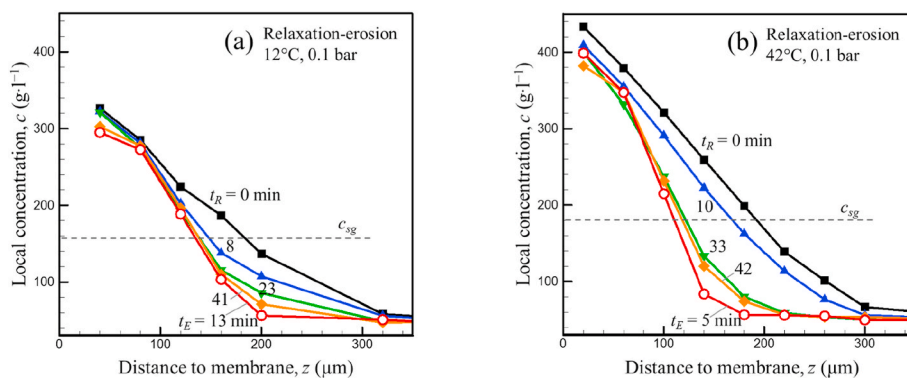 (a) Relaxation-erosion
12°C, 0.1 bar
400
300
200
100
0
100
200
300
t_R = 0 min
c_sg
8
23
41
t_E = 13 min
Local concentration, c (g·l⁻¹)
Distance to membrane, z (µm)
(b) Relaxation-erosion
42°C, 0.1 bar
400
300
200
100
0
100
200
300
t_R = 0 min
10
c_sg
33
42
t_E = 5 min
Local concentration, c (g·l⁻¹)
Distance to membrane, z (µm)